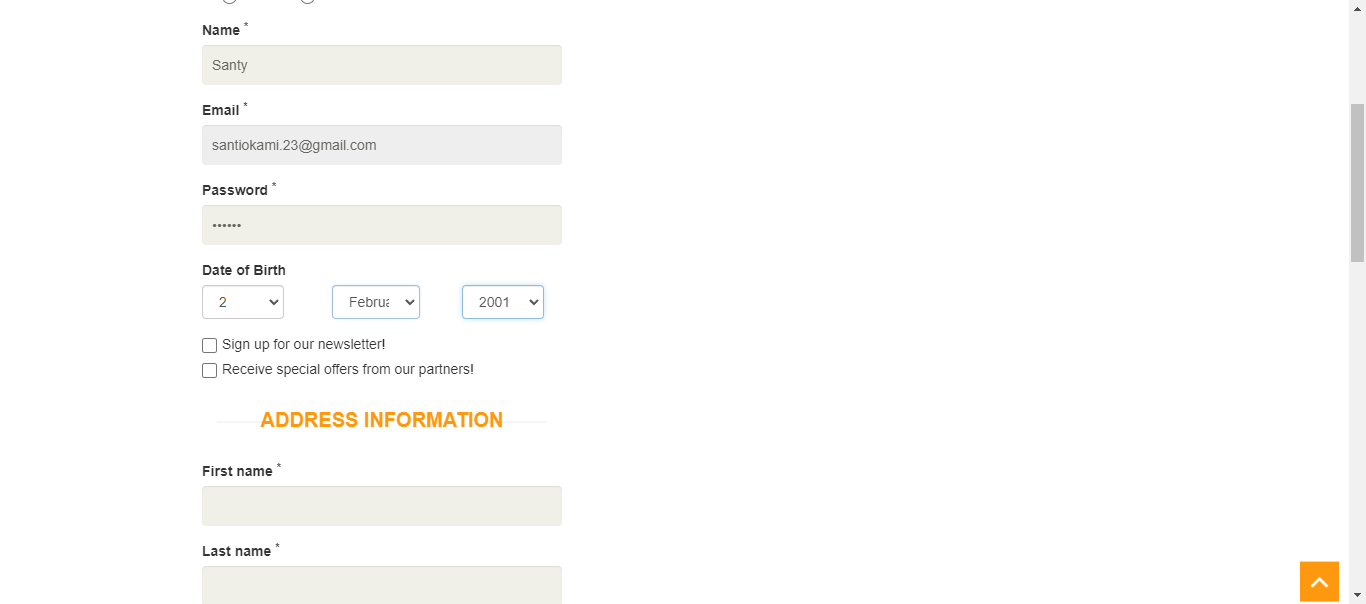 Name *
Santy
Email *
santiokami.23@gmail.com
Password *
••••••
Date of Birth
2 Februa 2001
Sign up for our newsletter!
Receive special offers from our partners!
ADDRESS INFORMATION
First name *
Last name *